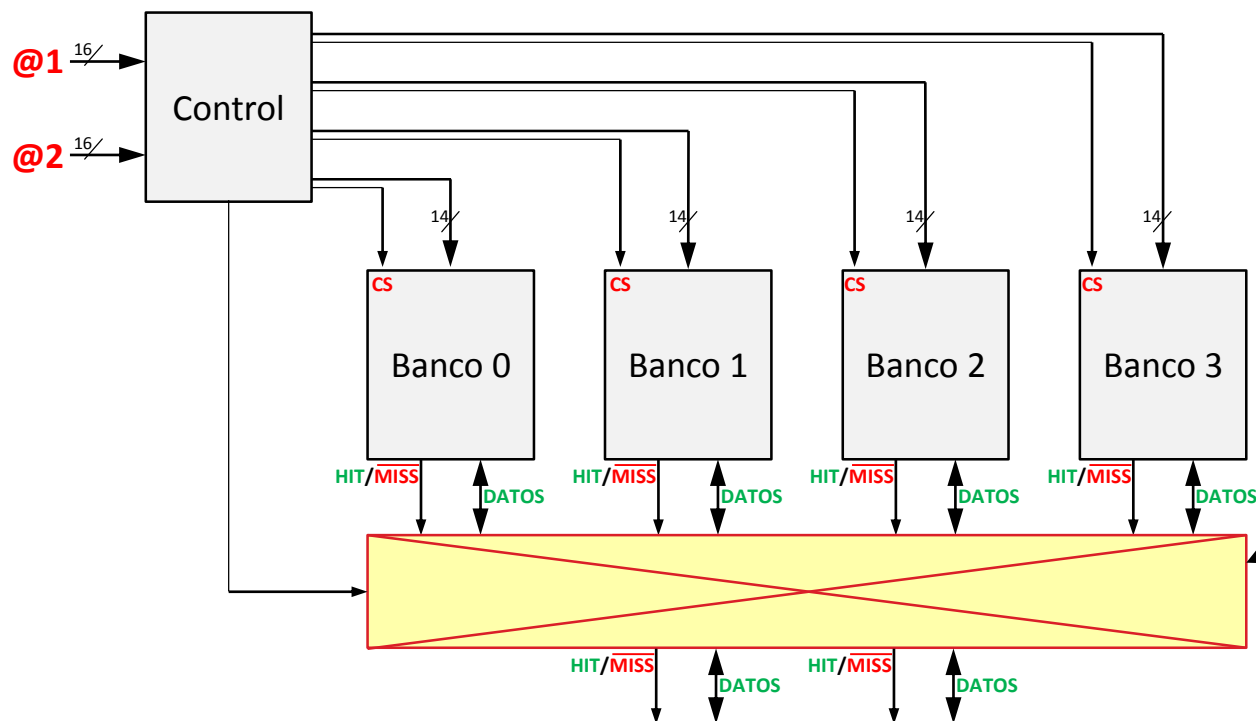 @1
16
Control
@2
16
14
14
14
14
CS
CS
CS
CS
Banco 0
Banco 1
Banco 2
Banco 3
HIT/MISS
DATOS
HIT/MISS
DATOS
HIT/MISS
DATOS
HIT/MISS
DATOS
HIT/MISS
DATOS
HIT/MISS
DATOS